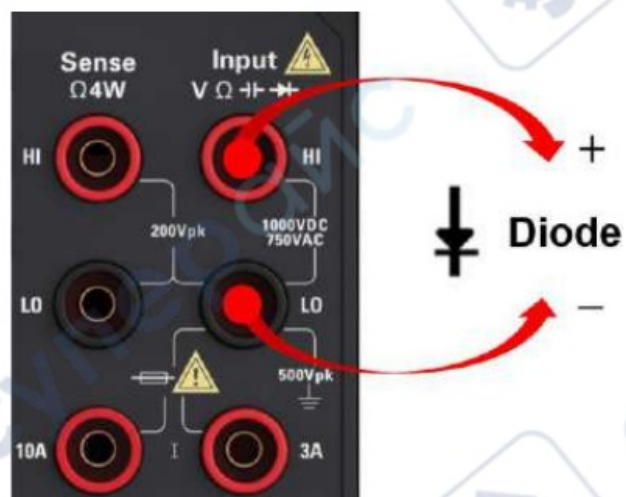 Sense
Ω4W
Input
V Ω
HI
HI
200Vpk
1000VDC
750VAC
LO
LO
500Vpk
10A
I
3A
+
Diode
−